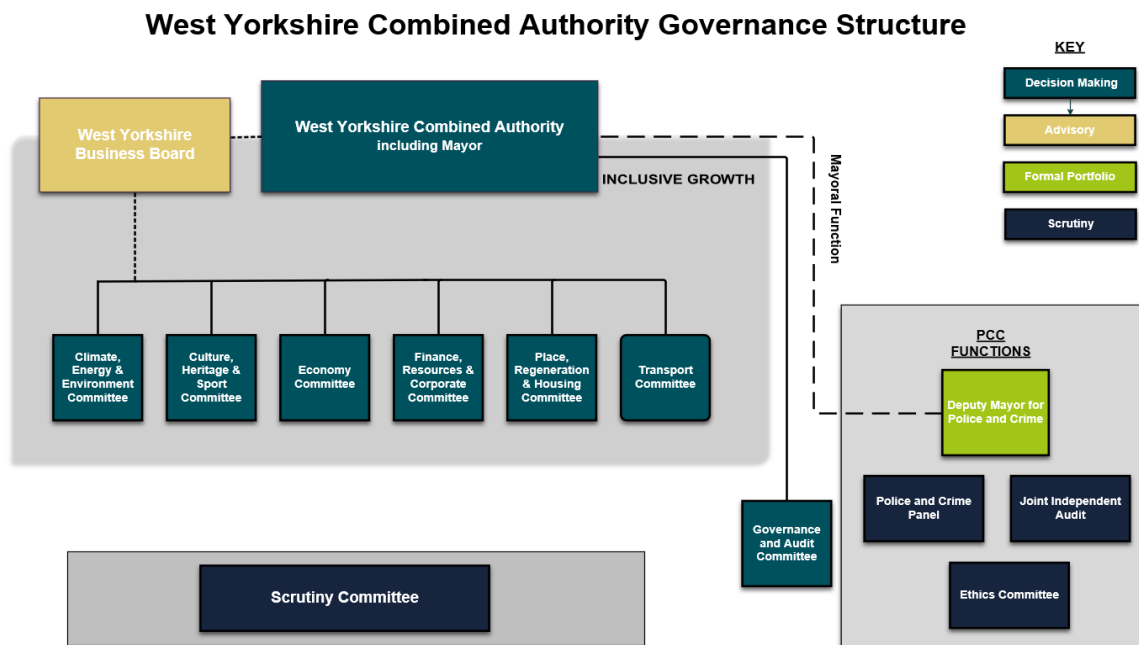 West Yorkshire Combined Authority Governance Structure
KEY
Decision Making
Advisory
Formal Portfolio
Scrutiny
West Yorkshire
Business Board
West Yorkshire Combined Authority
including Mayor
INCLUSIVE GROWTH
Mayoral Function
Climate,
Energy &
Environment
Committee
Culture,
Heritage &
Sport
Committee
Economy
Committee
Finance,
Resources &
Corporate
Committee
Place,
Regeneration
& Housing
Committee
Transport
Committee
PCC
FUNCTIONS
Deputy Mayor for
Police and Crime
Police and Crime
Panel
Joint Independent
Audit
Ethics Committee
Governance
and Audit
Committee
Scrutiny Committee